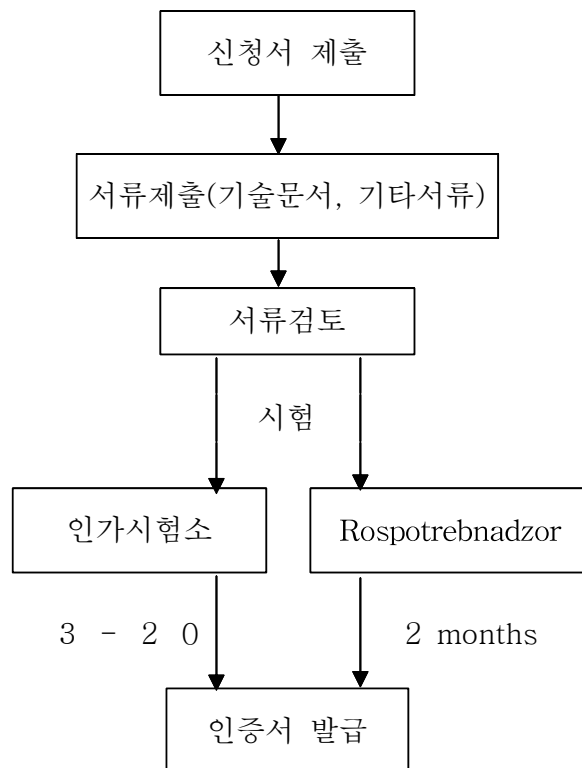 신청서 제출
서류제출(기술문서, 기타서류)
서류검토
시험
인가시험소
Rospotrebnadzor
3 - 2 0
2 months
인증서 발급